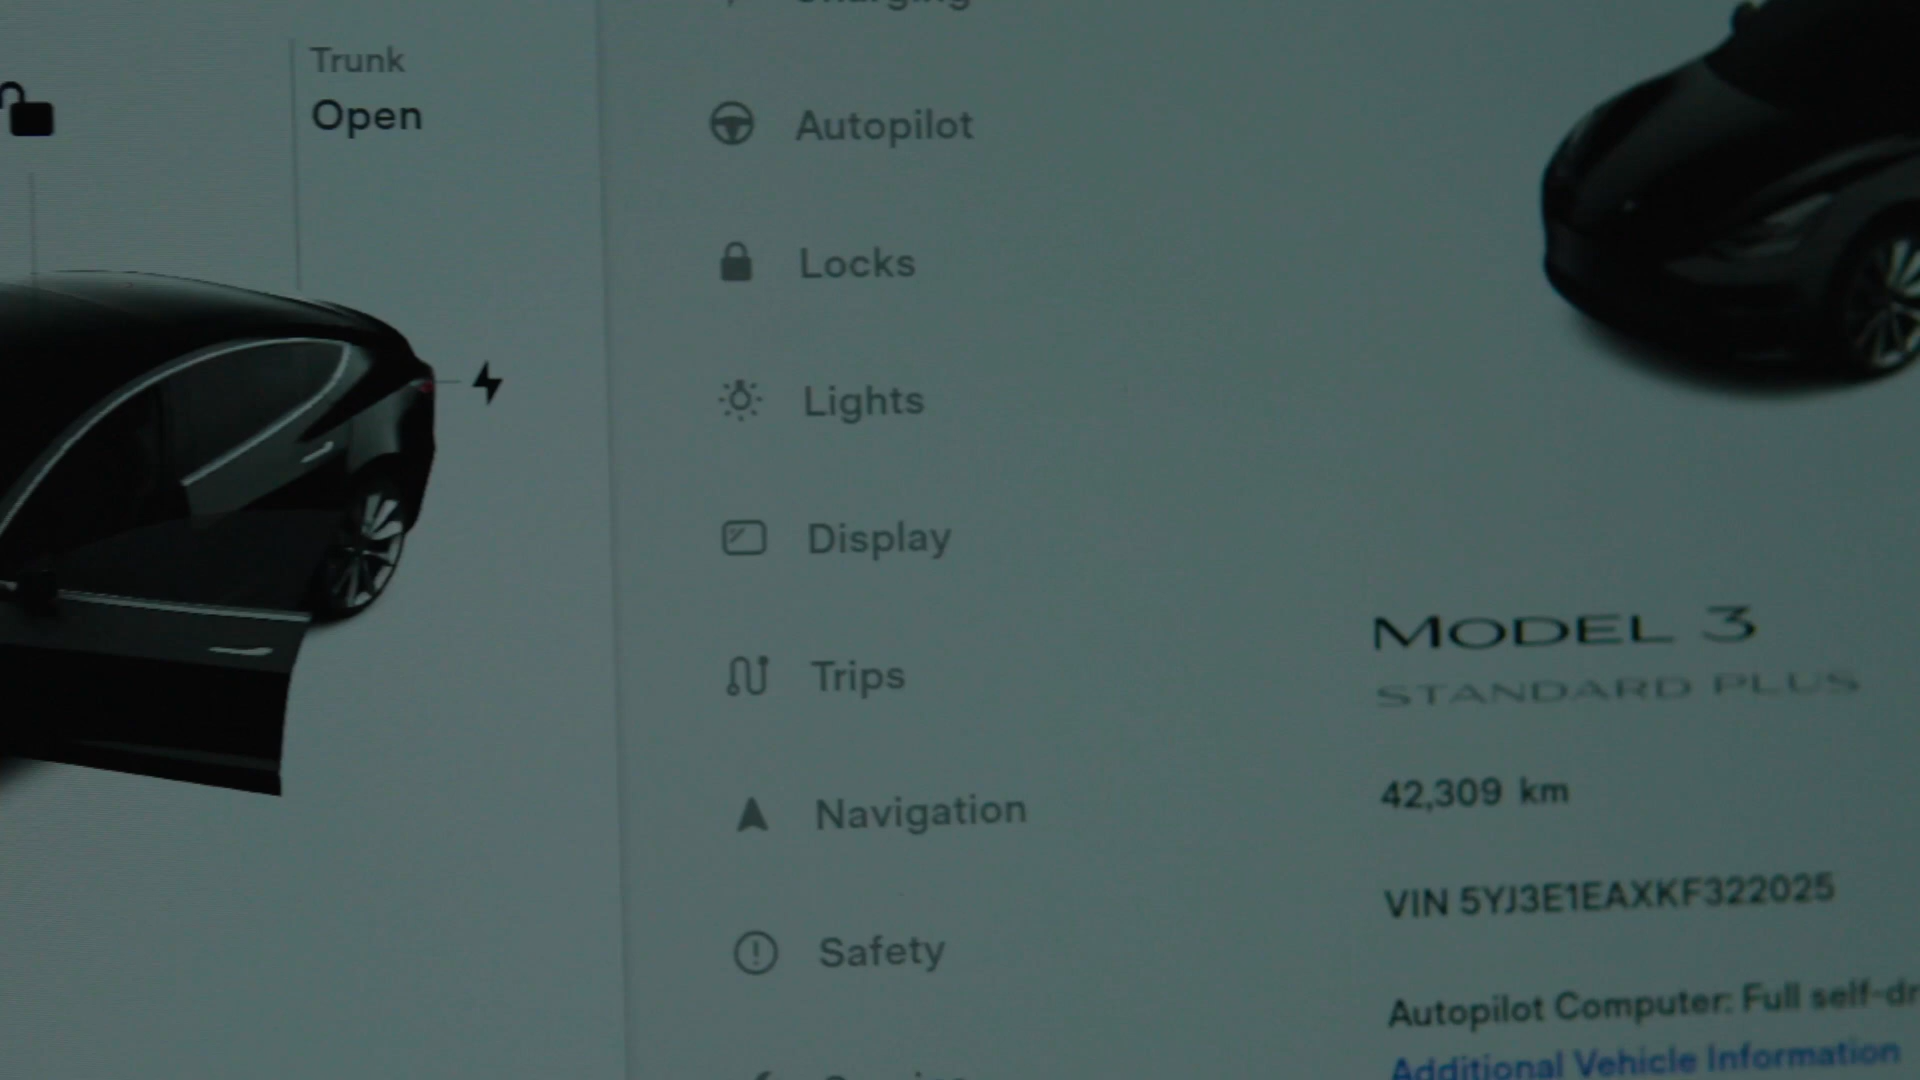 Trunk
Open
Charging
Autopilot
Locks
Lights
Display
Trips
Navigation
Safety
MODEL 3
STANDARD PLUS
42,309 km
VIN 5YJ3E1EAXKF322025
Autopilot Computer: Full self-dr
Additional Vehicle Information